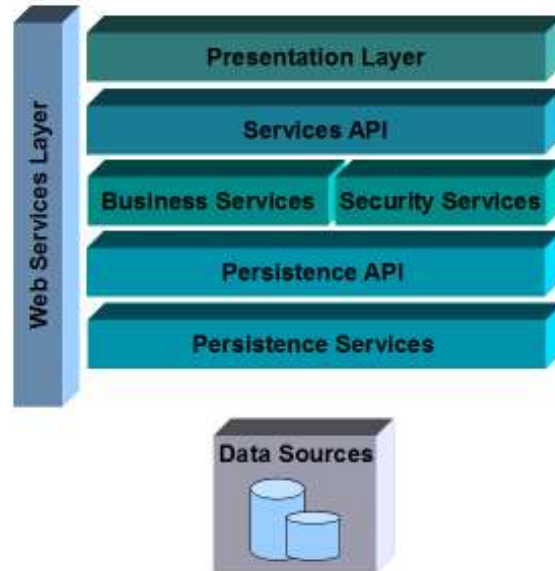 Web Services Layer
Presentation Layer
Services API
Business Services
Security Services
Persistence API
Persistence Services
Data Sources